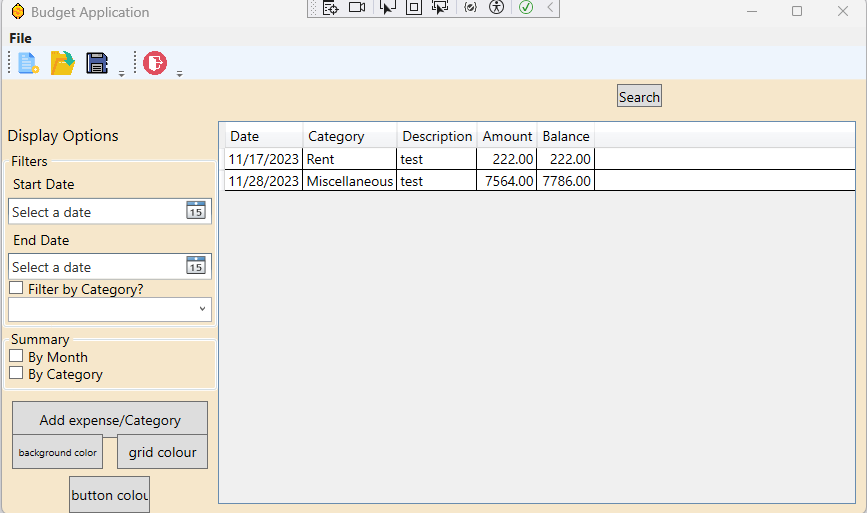 Budget Application
File
Search
Display Options
Filters
Start Date
Select a date 15
End Date
Select a date 15
Filter by Category?
Summary
By Month
By Category
Add expense/Category
background color grid colour
button colou
Date Category Description Amount Balance
11/17/2023 Rent test 222.00 222.00
11/28/2023 Miscellaneous test 7564.00 7786.00